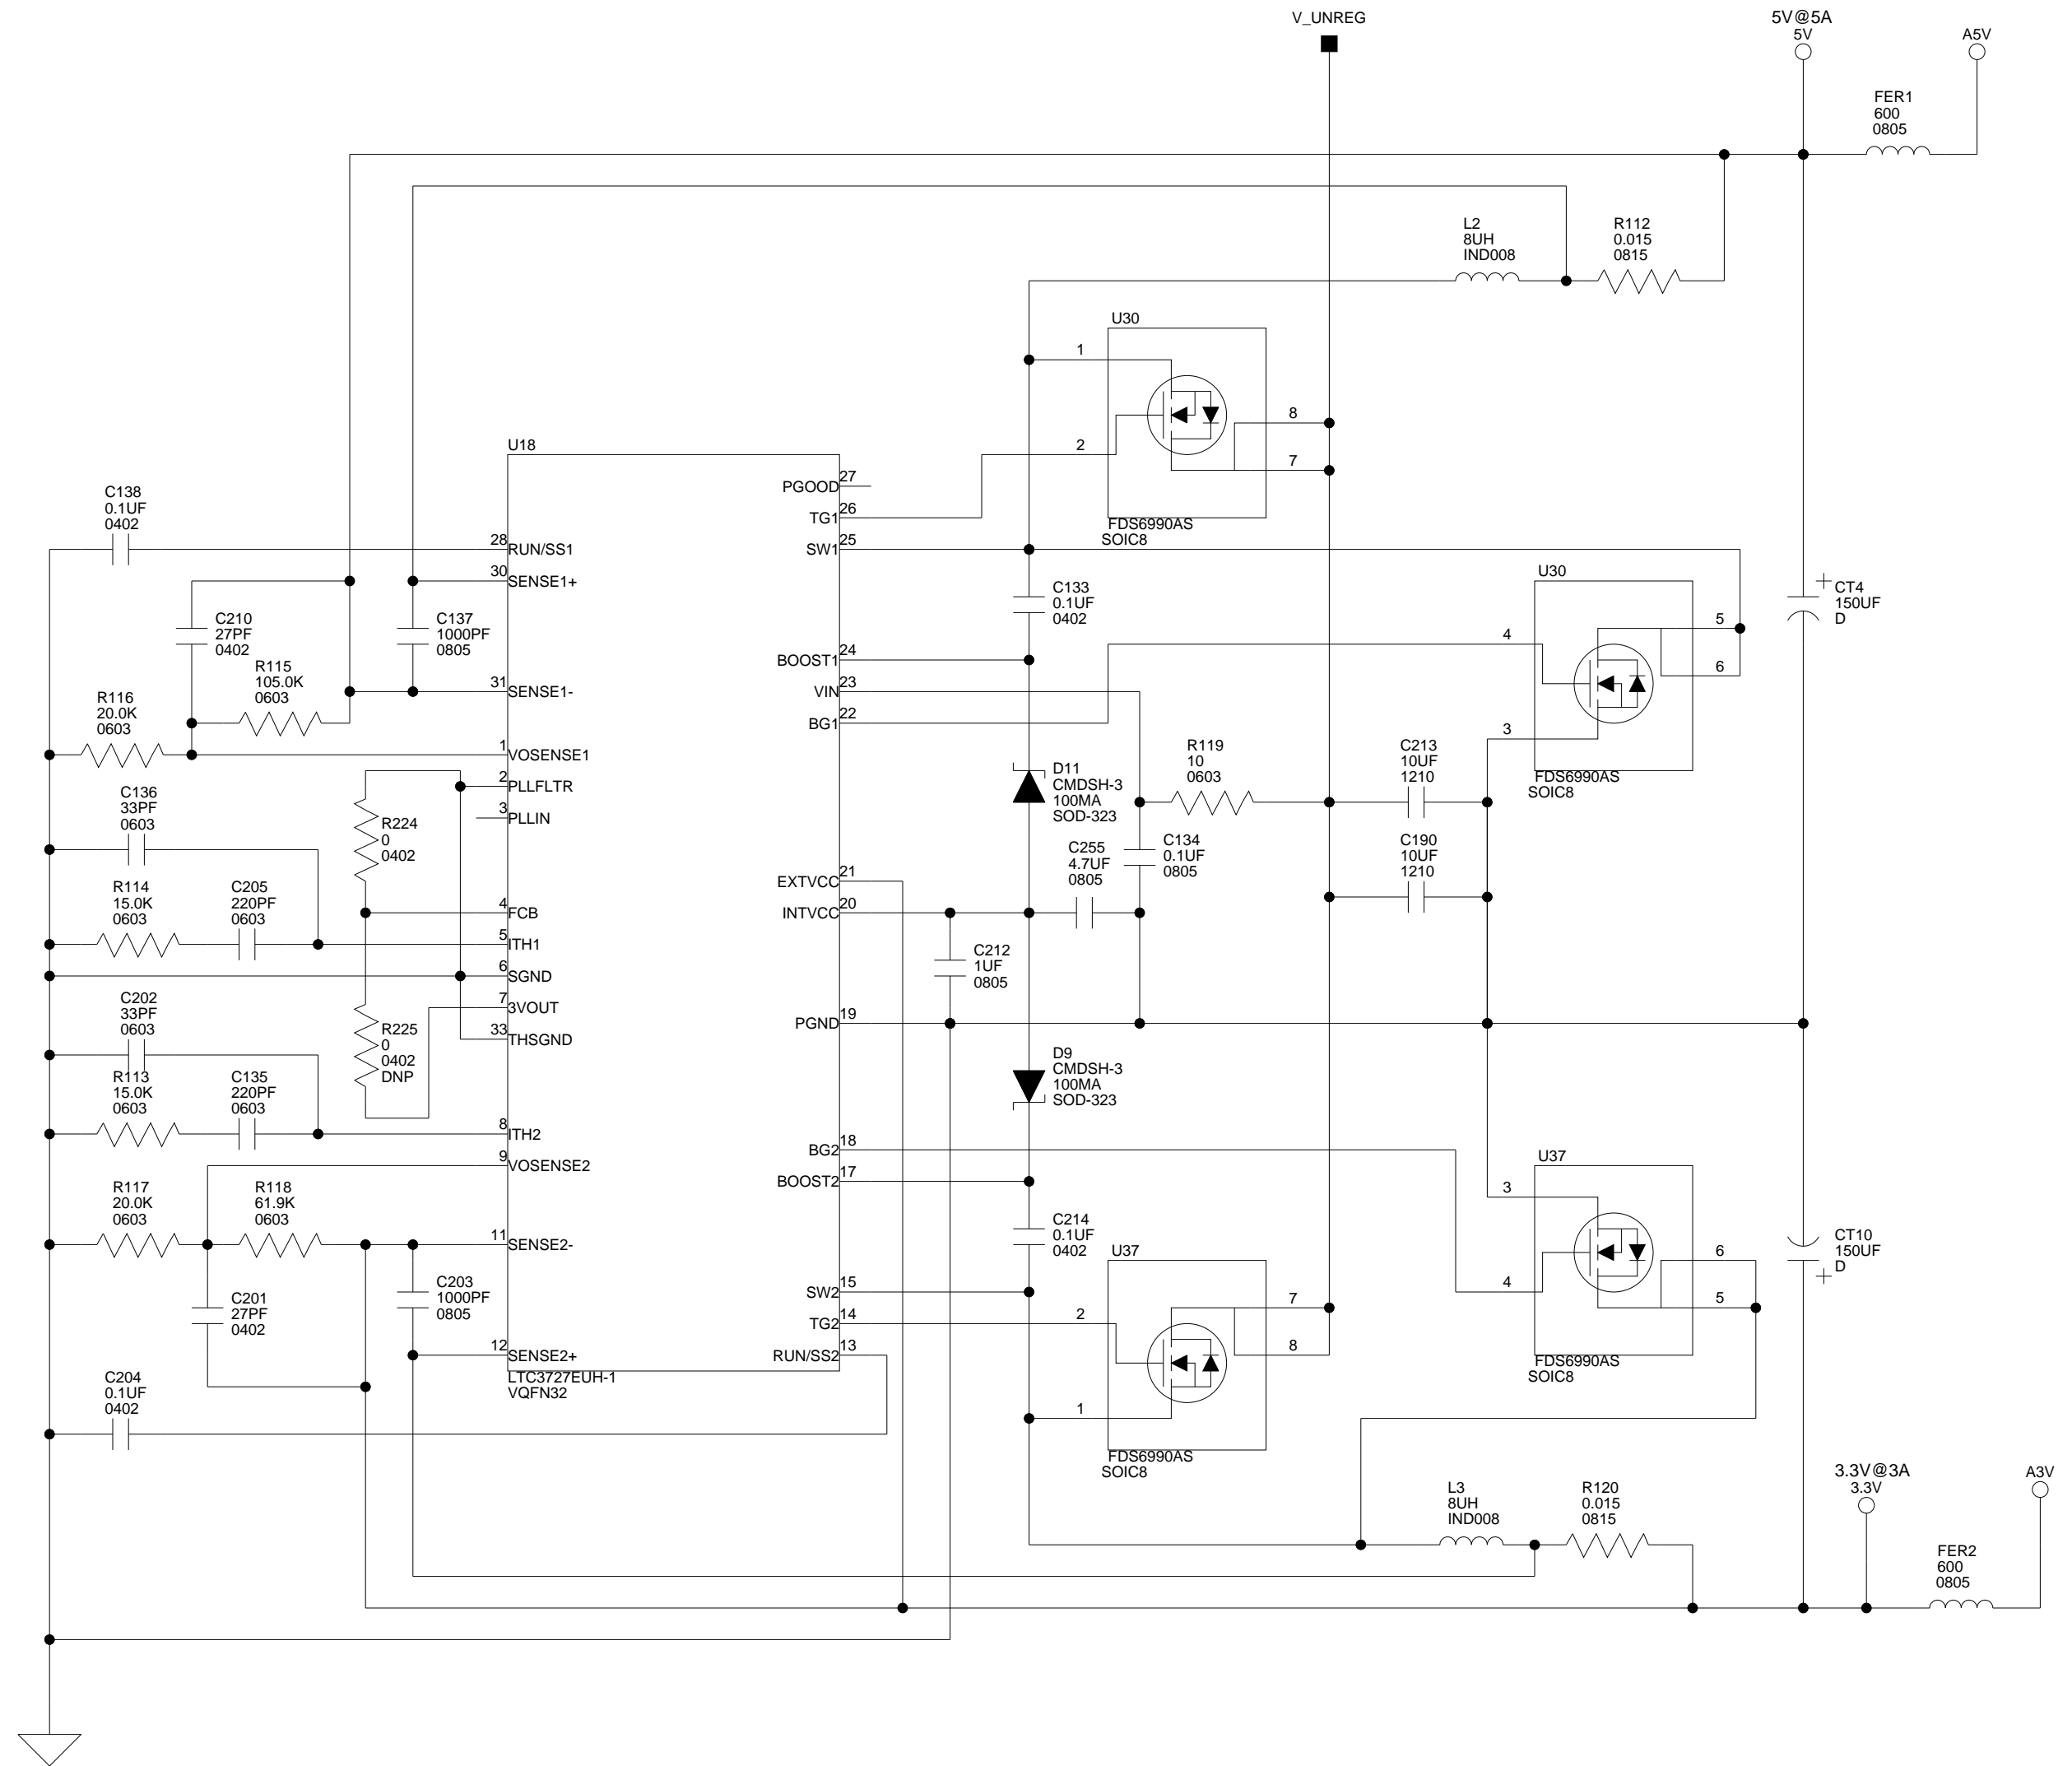 V_UNREG
5V@5A
5V
A5V
FER1
600
0805
L2
8UH
IND008
R112
0.015
0815
U30
1
2
8
7
FDS6990AS
SOIC8
U18
C138
0.1UF
0402
28
RUN/SS1
30
SENSE1+
C210
27PF
0402
C137
1000PF
0805
R115
105.0K
0603
31
SENSE1-
R116
20.0K
0603
1
VOSENSE1
2
PLLFLTR
3
PLLIN
C136
33PF
0603
R224
0
0402
R114
15.0K
0603
C205
220PF
0603
4
FCB
5
ITH1
6
SGND
7
3VOUT
33
THSGND
C202
33PF
0603
R225
0
0402
DNP
R113
15.0K
0603
C135
220PF
0603
8
ITH2
9
VOSENSE2
R117
20.0K
0603
R118
61.9K
0603
11
SENSE2-
C201
27PF
0402
C203
1000PF
0805
12
SENSE2+
C204
0.1UF
0402
LTC3727EUH-1
VQFN32
PGOOD
27
TG1
26
SW1
25
BOOST1
24
VIN
23
BG1
22
EXTVCC
21
INTVCC
20
PGND
19
BG2
18
BOOST2
17
SW2
15
TG2
14
RUN/SS2
13
C133
0.1UF
0402
D11
CMDSH-3
100MA
SOD-323
R119
10
0603
C255
4.7UF
0805
C134
0.1UF
0805
C212
1UF
0805
C213
10UF
1210
C190
10UF
1210
U30
4
5
6
3
FDS6990AS
SOIC8
CT4
150UF
D
D9
CMDSH-3
100MA
SOD-323
C214
0.1UF
0402
U37
2
7
8
1
FDS6990AS
SOIC8
U37
3
4
6
5
FDS6990AS
SOIC8
CT10
150UF
D
L3
8UH
IND008
R120
0.015
0815
3.3V@3A
3.3V
A3V
FER2
600
0805